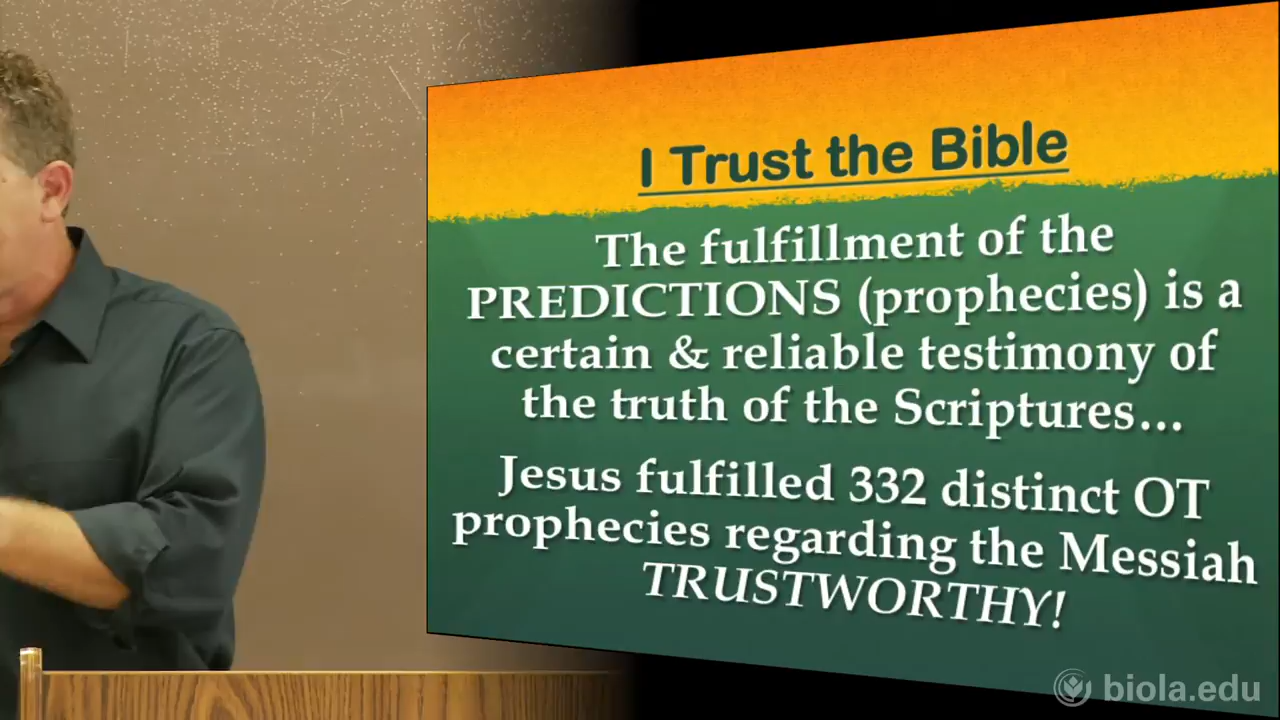 I Trust the Bible
The fulfillment of the
PREDICTIONS (prophecies) is a
certain & reliable testimony of
the truth of the Scriptures…
Jesus fulfilled 332 distinct OT
prophecies regarding the Messiah
TRUSTWORTHY!
biola.edu